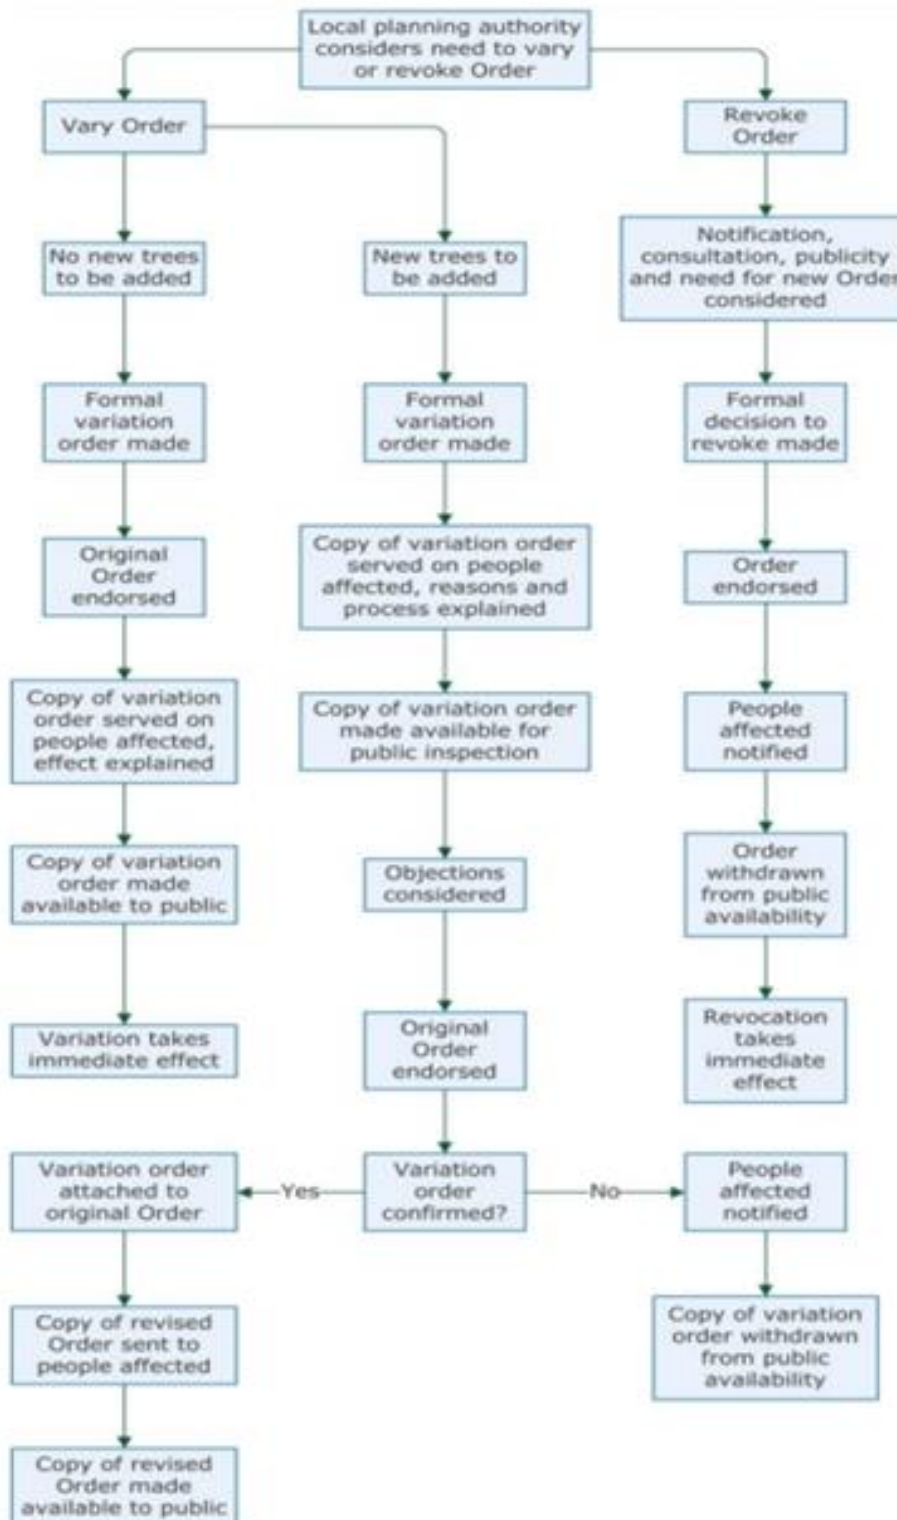 Local planning authority
considers need to vary
or revoke Order
Vary Order
Revoke
Order
No new trees
to be added
New trees to
be added
Notification,
consultation, publicity
and need for new Order
considered
Formal
variation
order made
Formal
variation
order made
Formal
decision to
revoke made
Original
Order
endorsed
Copy of variation order
served on people
affected, reasons and
process explained
Order
endorsed
Copy of variation
order served on
people affected,
effect explained
Copy of variation order
made available for
public inspection
People
affected
notified
Copy of variation
order made
available to public
Objections
considered
Order
withdrawn
from public
availability
Variation takes
immediate effect
Original
Order
endorsed
Revocation
takes
immediate
effect
Variation order
attached to
original Order
Yes
Variation
order
confirmed?
No
People
affected
notified
Copy of revised
Order sent to
people affected
Copy of variation
order withdrawn
from public
availability
Copy of revised
Order made
available to public